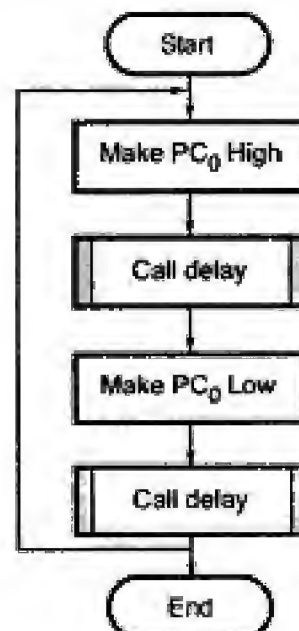 Start
Make PC₀ High
Call delay
Make PC₀ Low
Call delay
End